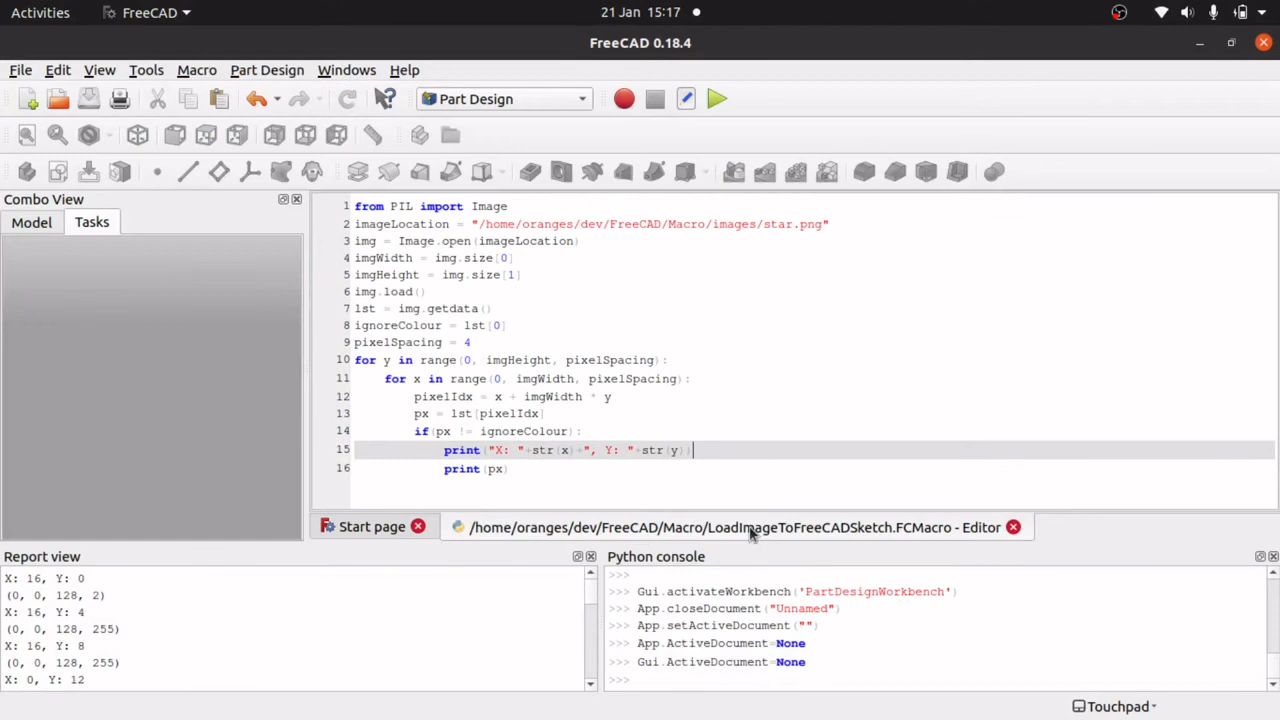 Activities
FreeCAD
21 Jan 15:17
FreeCAD 0.18.4
File Edit View Tools Macro Part Design Windows Help
Part Design
Combo View
Model Tasks
1 from PIL import Image
2 imageLocation = "/home/oranges/dev/FreeCAD/Macro/images/star.png"
3 img = Image.open(imageLocation)
4 imgWidth = img.size[0]
5 imgHeight = img.size[1]
6 img.load()
7 lst = img.getdata()
8 ignoreColour = lst[0]
9 pixelSpacing = 4
10 for y in range(0, imgHeight, pixelSpacing):
11 for x in range(0, imgWidth, pixelSpacing):
12 pixelIdx = x + imgWidth * y
13 px = lst[pixelIdx]
14 if(px != ignoreColour):
15 print("X: "+str(x)+", Y: "+str(y))
16 print(px)
Start page
/home/oranges/dev/FreeCAD/Macro/LoadImageToFreeCADSketch.FCMacro - Editor
Report view
X: 16, Y: 0
(0, 0, 128, 2)
X: 16, Y: 4
(0, 0, 128, 255)
X: 16, Y: 8
(0, 0, 128, 255)
X: 0, Y: 12
Python console
>>>
>>> Gui.activateWorkbench('PartDesignWorkbench')
>>> App.closeDocument("Unnamed")
>>> App.setActiveDocument("")
>>> App.ActiveDocument=None
>>> Gui.ActiveDocument=None
>>>
Touchpad